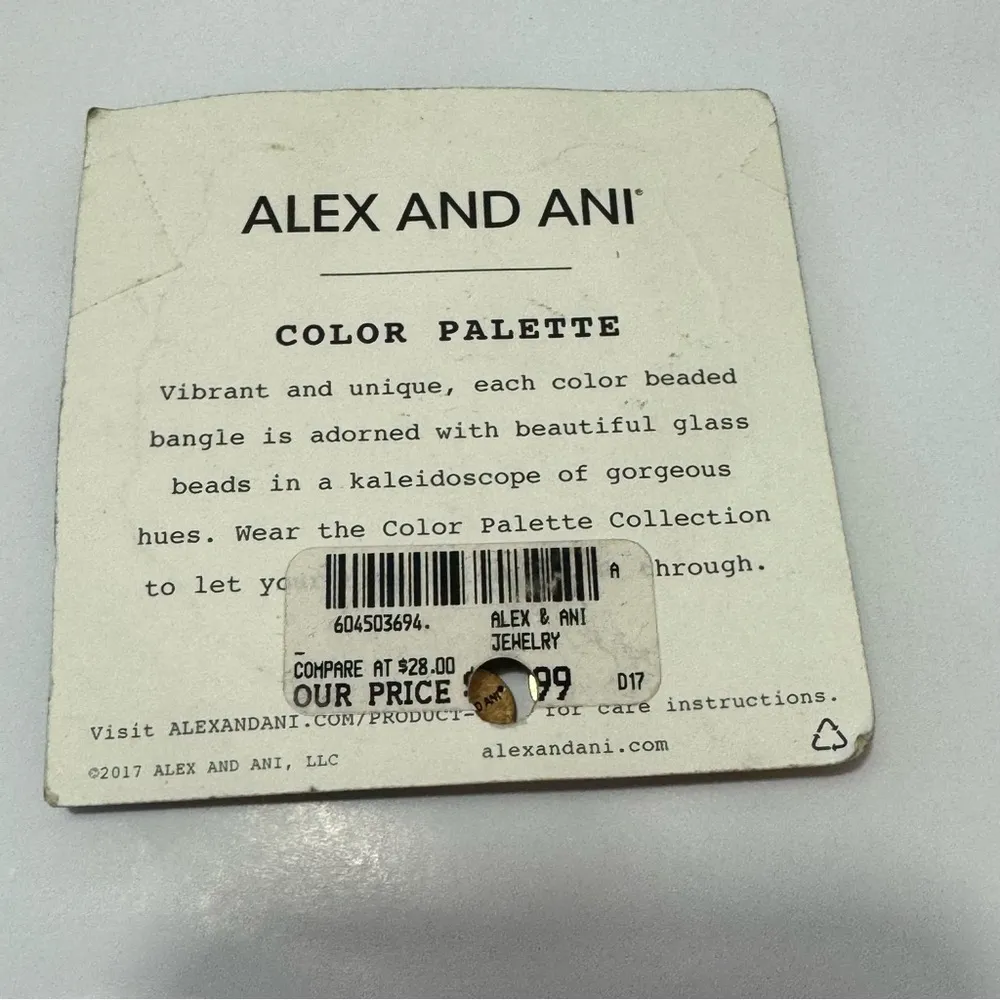 ALEX AND ANI®
COLOR PALETTE
Vibrant and unique, each color beaded
bangle is adorned with beautiful glass
beads in a kaleidoscope of gorgeous
hues. Wear the Color Palette Collection
to let hrough.
A
604503694.
ALEX & ANI
JEWELRY
COMPARE AT $28.00
OUR PRICE 99
D17
D ANI®
Visit ALEXANDANI.COM/PRODUCT- for care instructions.
©2017 ALEX AND ANI, LLC
alexandani.com